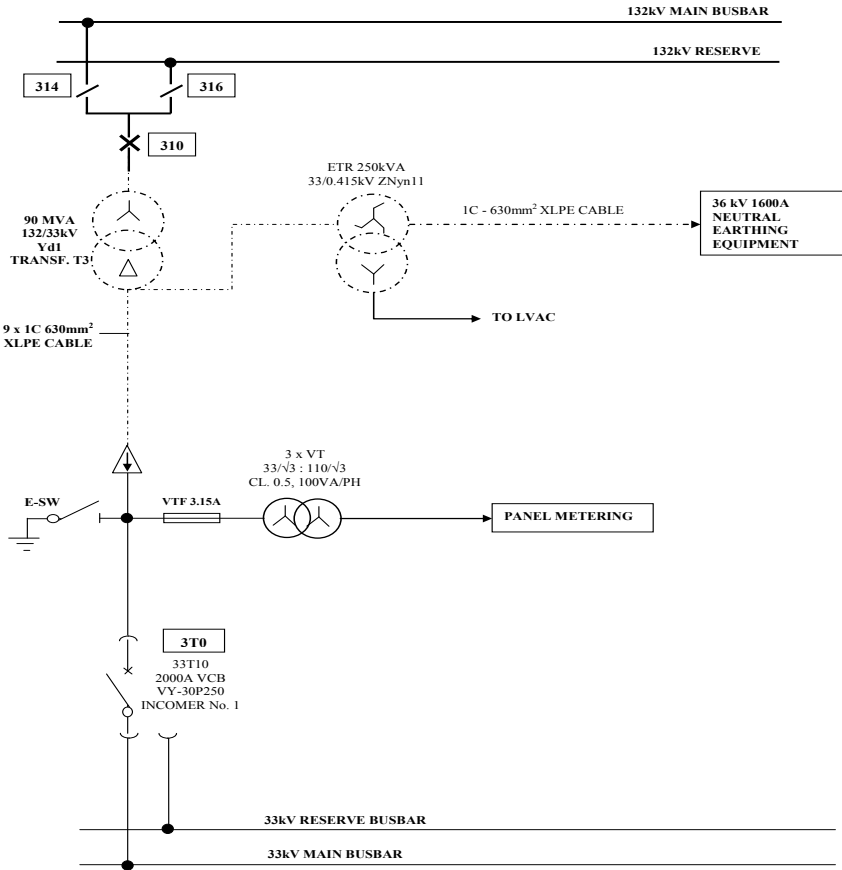 132kV MAIN BUSBAR
132kV RESERVE
314
316
310
ETR 250kVA
33/0.415kV ZNyn11
1C - 630mm² XLPE CABLE
36 kV 1600A
NEUTRAL
EARTHING
EQUIPMENT
90 MVA
132/33kV
Yd1
TRANSF. T3
TO LVAC
9 x 1C 630mm²
XLPE CABLE
3 x VT
33/√3 : 110/√3
CL. 0.5, 100VA/PH
E-SW
VTF 3.15A
PANEL METERING
3T0
33T10
2000A VCB
VY-30P250
INCOMER No. 1
33kV RESERVE BUSBAR
33kV MAIN BUSBAR